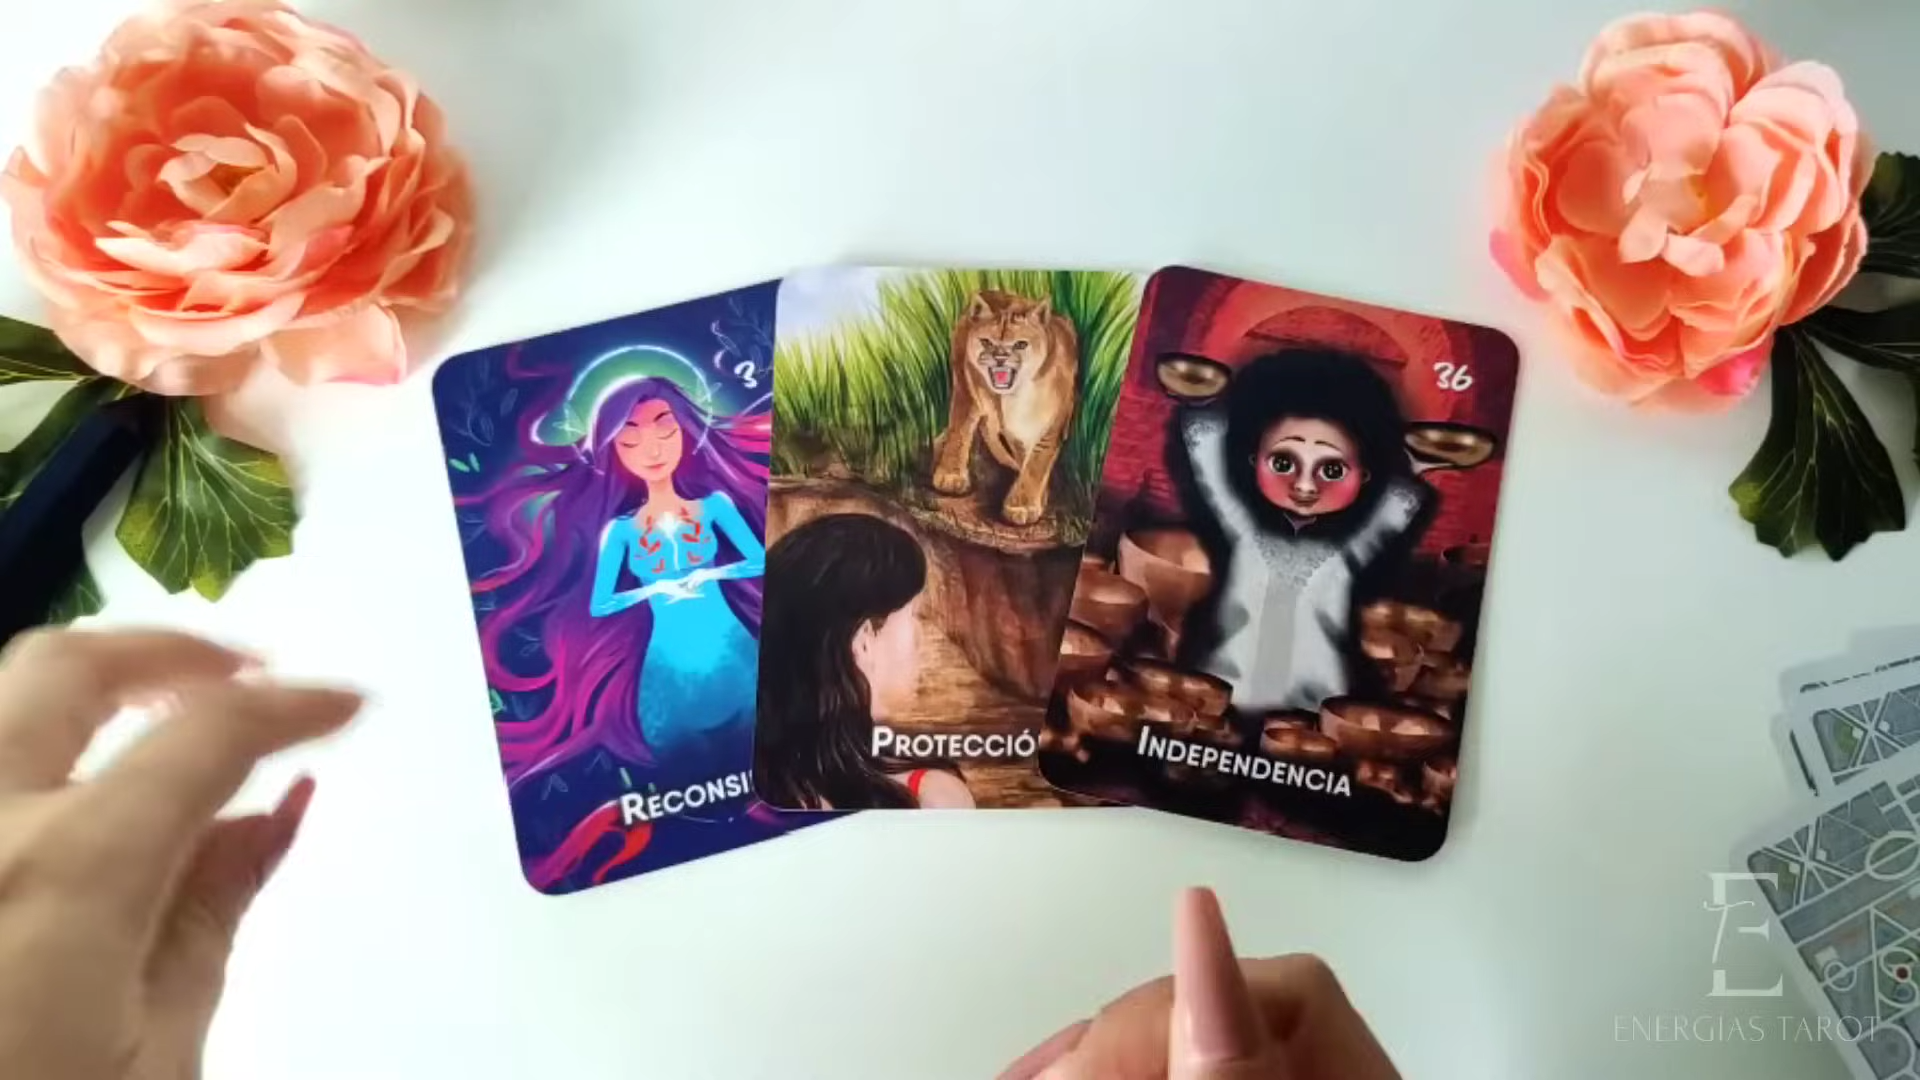 3
36
RECONSI
PROTECCIÓ
INDEPENDENCIA
E
ENERGÍAS TAROT